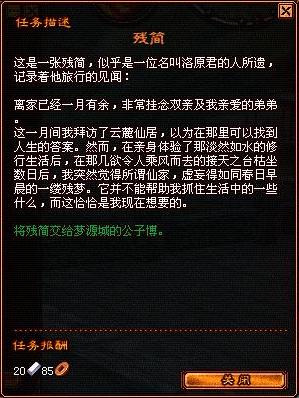 任务描述
残简
这是一张残简，似乎是一位名叫洛原君的人所遗，
记录着他旅行的见闻：
离家已经一月有余，非常挂念双亲及我亲爱的弟弟
。
这一月间我拜访了云麓仙居，以为在那里可以找到
人生的答案。然而，在亲身体验了那淡然如水的修
行生活后，在那几欲令人乘风而去的接天之台枯坐
数日后，我突然觉得所谓仙家，虚妄得如同春日早
晨的一缕残梦。它并不能帮助我抓住生活中的一些
什么，而这恰恰是我现在想要的。
将残简交给梦源城的公子博。
任务报酬
20 85
关闭